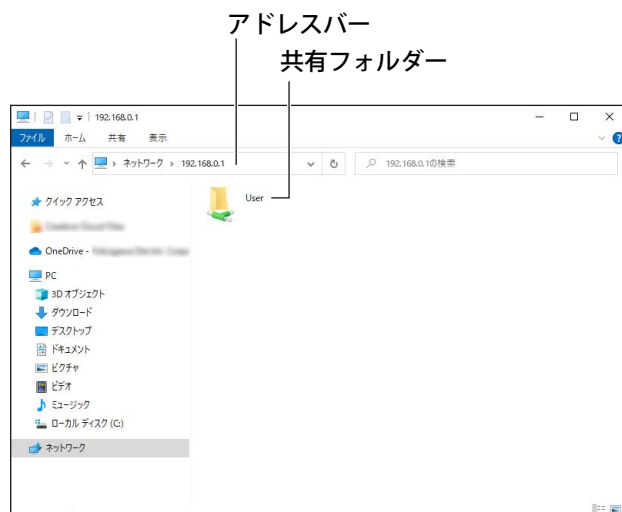 アドレスバー
共有フォルダー
192.168.0.1
ファイル ホーム 共有 表示
ネットワーク › 192.168.0.1
192.168.0.1の検索
クイック アクセス
User
OneDrive -
PC
3D オブジェクト
ダウンロード
デスクトップ
ドキュメント
ピクチャ
ビデオ
ミュージック
ローカル ディスク (C:)
ネットワーク